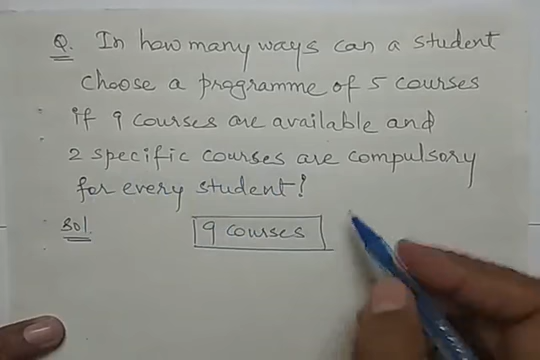 Q. In how many ways can a student
choose a programme of 5 courses
if 9 courses are available and
2 specific courses are compulsory
for every student?
Sol.
9 courses